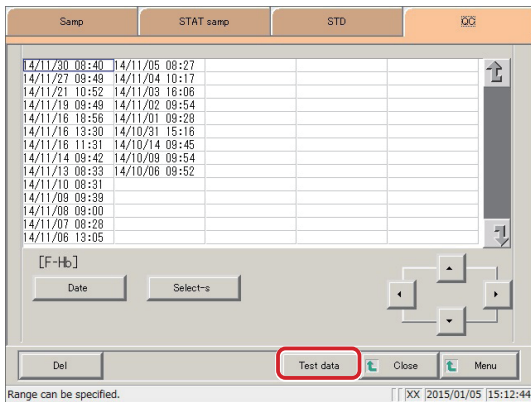 Samp STAT samp STD QC
14/11/30 08:40 14/11/05 08:27
14/11/27 09:49 14/11/04 10:17
14/11/21 10:52 14/11/03 16:06
14/11/19 09:49 14/11/02 09:54
14/11/16 18:56 14/11/01 09:28
14/11/16 13:30 14/10/31 15:16
14/11/16 11:31 14/10/14 09:45
14/11/14 09:42 14/10/09 09:54
14/11/13 08:33 14/10/06 09:52
14/11/10 08:31
14/11/09 09:39
14/11/08 09:00
14/11/07 08:28
14/11/06 13:05
[F-Hb]
Date Select-s
Del Test data Close Menu
Range can be specified. XX 2015/01/05 15:12:44